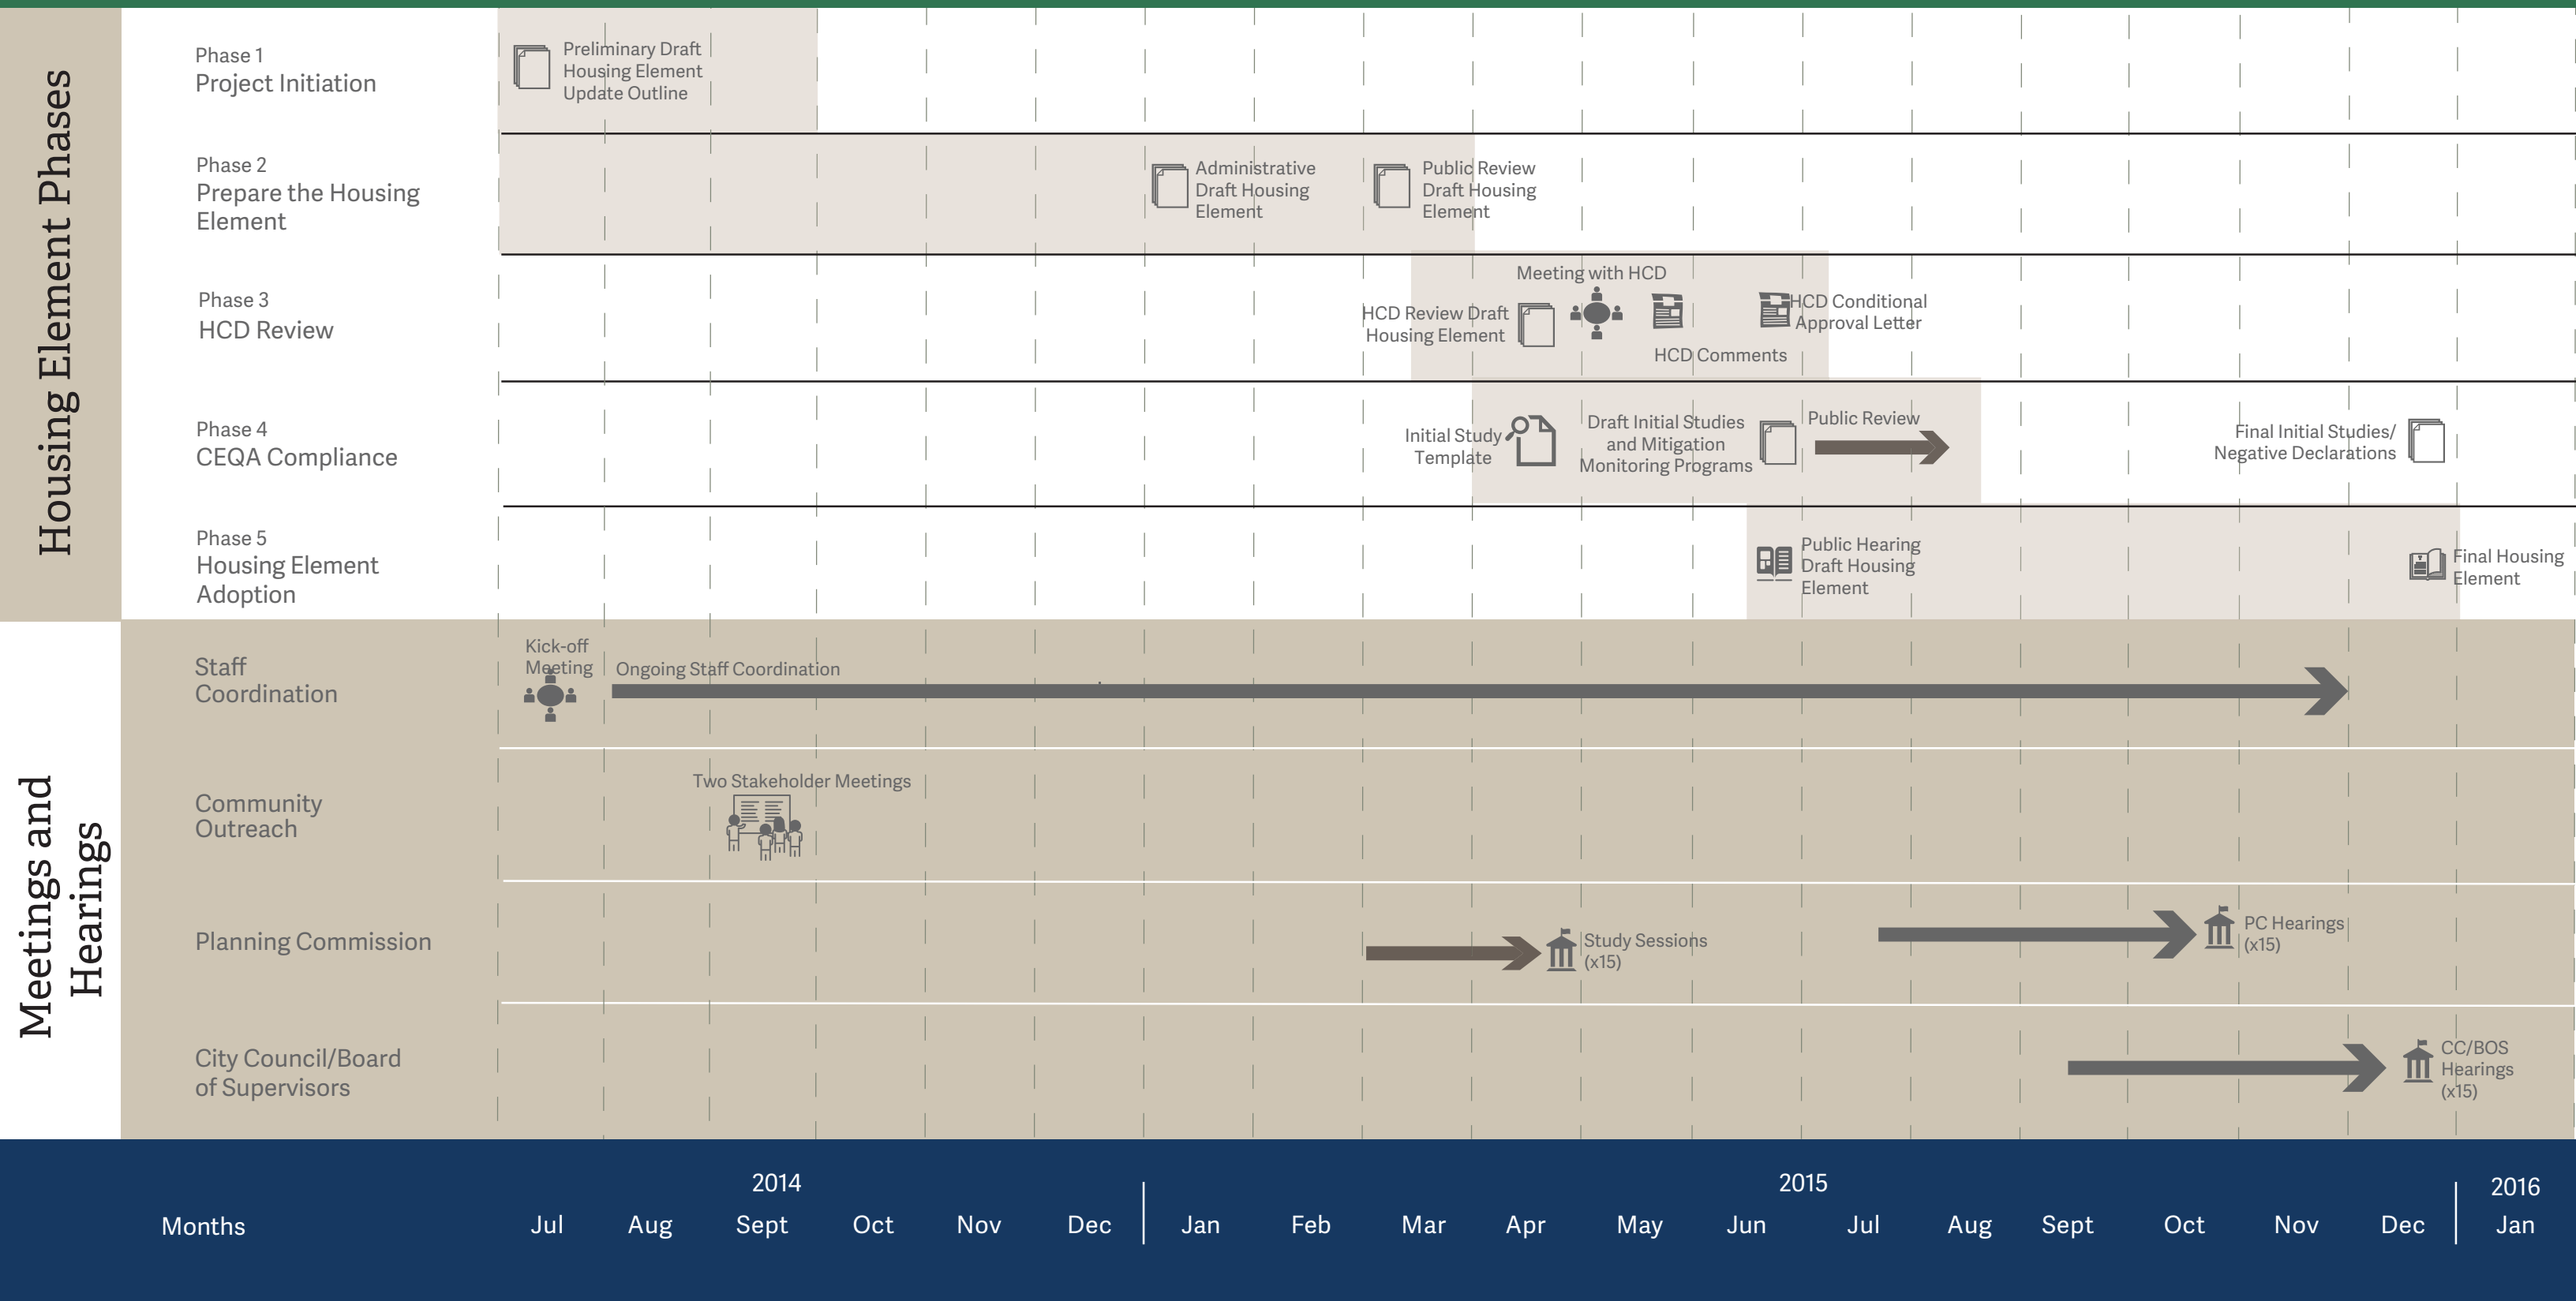 Housing Element Phases
Phase 1
Project Initiation
Preliminary Draft
Housing Element
Update Outline
Phase 2
Prepare the Housing
Element
Administrative
Draft Housing
Element
Public Review
Draft Housing
Element
Phase 3
HCD Review
HCD Review Draft
Housing Element
Meeting with HCD
HCD Comments
HCD Conditional
Approval Letter
Phase 4
CEQA Compliance
Initial Study
Template
Draft Initial Studies
and Mitigation
Monitoring Programs
Public Review
Final Initial Studies/
Negative Declarations
Phase 5
Housing Element
Adoption
Public Hearing
Draft Housing
Element
Final Housing
Element
Meetings and
Hearings
Staff
Coordination
Kick-off
Meeting
Ongoing Staff Coordination
Community
Outreach
Two Stakeholder Meetings
Planning Commission
Study Sessions
(x15)
PC Hearings
(x15)
City Council/Board
of Supervisors
CC/BOS
Hearings
(x15)
2014 2015 2016
Months Jul Aug Sept Oct Nov Dec Jan Feb Mar Apr May Jun Jul Aug Sept Oct Nov Dec Jan